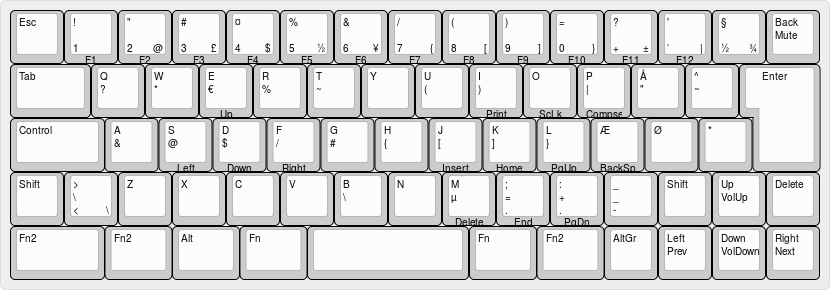 Esc ! " # ¤ % & / ( ) = ? ' § Back
Mute
1 2 @ 3 £ 4 $ 5 ½ 6 ¥ 7 { 8 [ 9 ] 0 } + ± ` | ½ ¾
F1 F2 F3 F4 F5 F6 F7 F8 F9 F10 F11 F12
Tab Q W E R T Y U I O P Å ^ Enter
? * € % ~ ( ) | " ~
Up Print ScLk Compse
Control A S D F G H J K L Æ Ø *
& @ $ / # { [ ] }
Left Down Right Insert Home PgUp BackSp
Shift > Z X C V B N M ; : _ Shift Up Delete
\ \ µ = + _ VolUp
< \ . . -
Delete End PgDn
Fn2 Fn2 Alt Fn Fn Fn2 AltGr Left Down Right
Prev VolDown Next